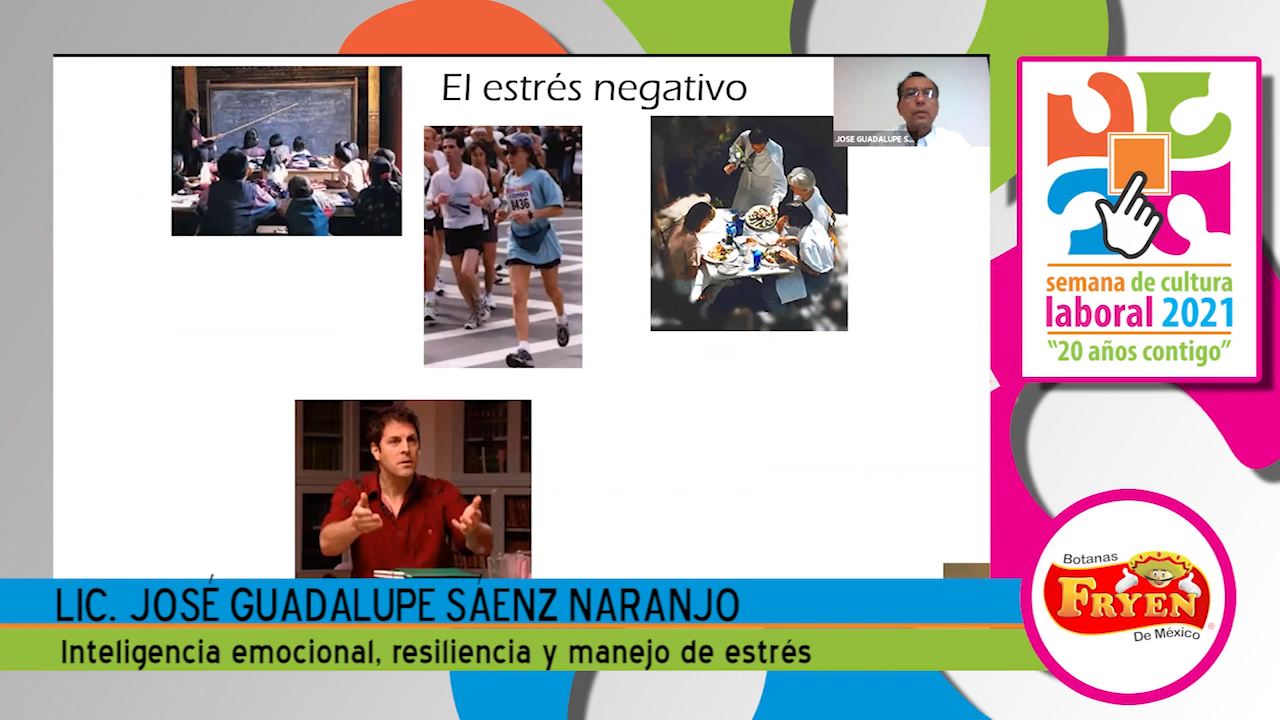 El estrés negativo
JOSE GUADALUPE S...
8436
semana de cultura
laboral 2021
"20 años contigo"
Botanas
FRYEN
De México
LIC. JOSÉ GUADALUPE SÁENZ NARANJO
Inteligencia emocional, resiliencia y manejo de estrés